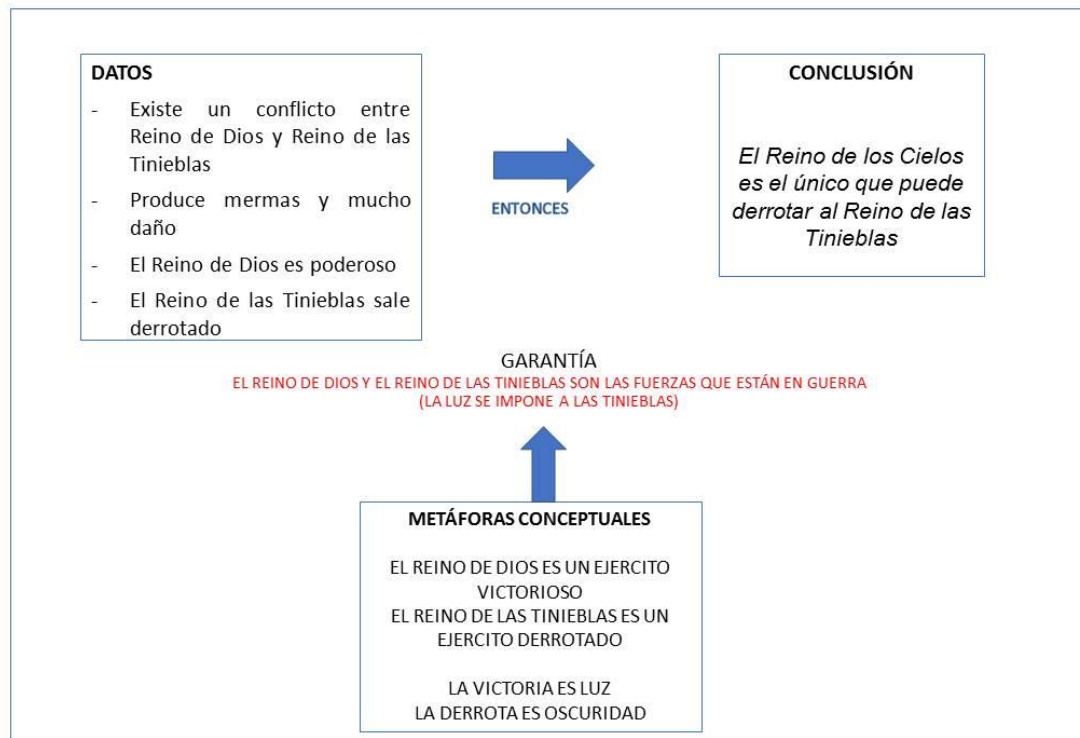 DATOS
- Existe un conflicto entre
Reino de Dios y Reino de las
Tinieblas
- Produce mermas y mucho
daño
- El Reino de Dios es poderoso
- El Reino de las Tinieblas sale
derrotado
ENTONCES
CONCLUSIÓN
El Reino de los Cielos
es el único que puede
derrotar al Reino de las
Tinieblas
GARANTÍA
EL REINO DE DIOS Y EL REINO DE LAS TINIEBLAS SON LAS FUERZAS QUE ESTÁN EN GUERRA
(LA LUZ SE IMPONE A LAS TINIEBLAS)
METÁFORAS CONCEPTUALES
EL REINO DE DIOS ES UN EJERCITO
VICTORIOSO
EL REINO DE LAS TINIEBLAS ES UN
EJERCITO DERROTADO
LA VICTORIA ES LUZ
LA DERROTA ES OSCURIDAD